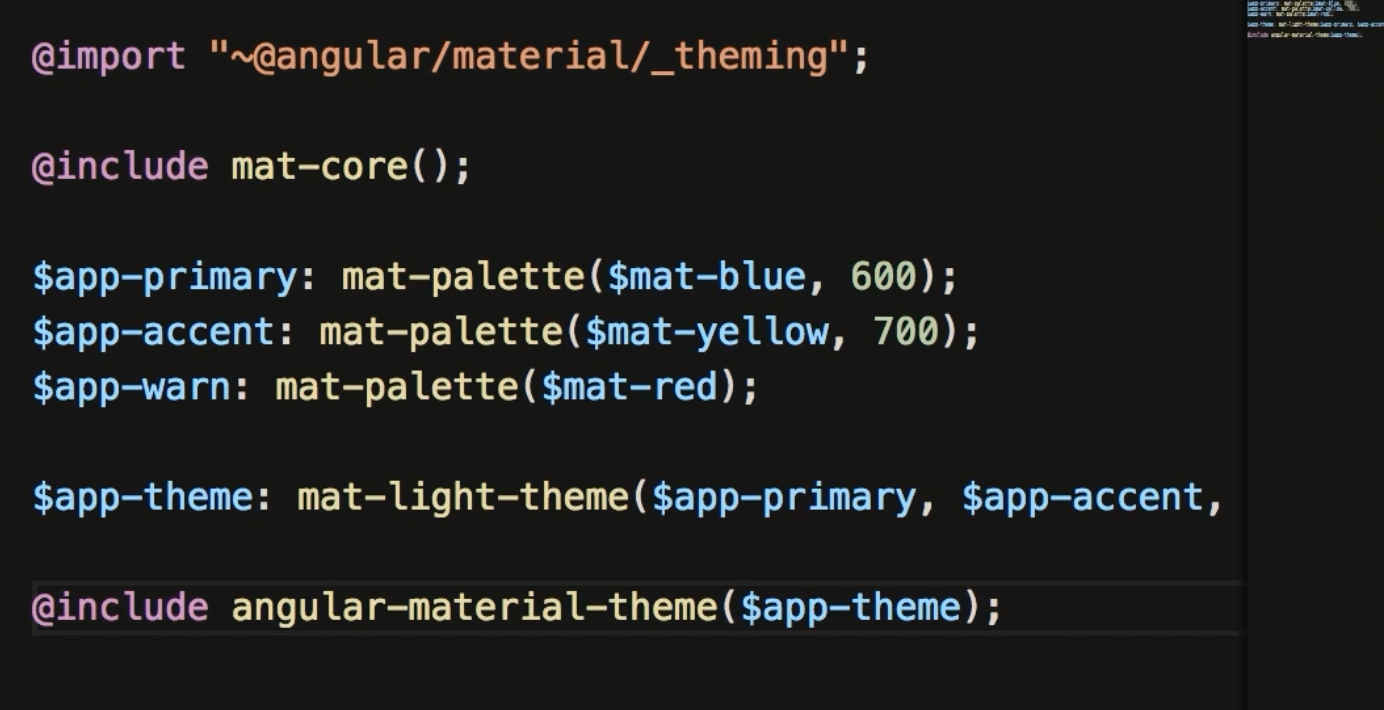 @import "~@angular/material/_theming";
@include mat-core();
$app-primary: mat-palette($mat-blue, 600);
$app-accent: mat-palette($mat-yellow, 700);
$app-warn: mat-palette($mat-red);
$app-theme: mat-light-theme($app-primary, $app-accent,
@include angular-material-theme($app-theme);